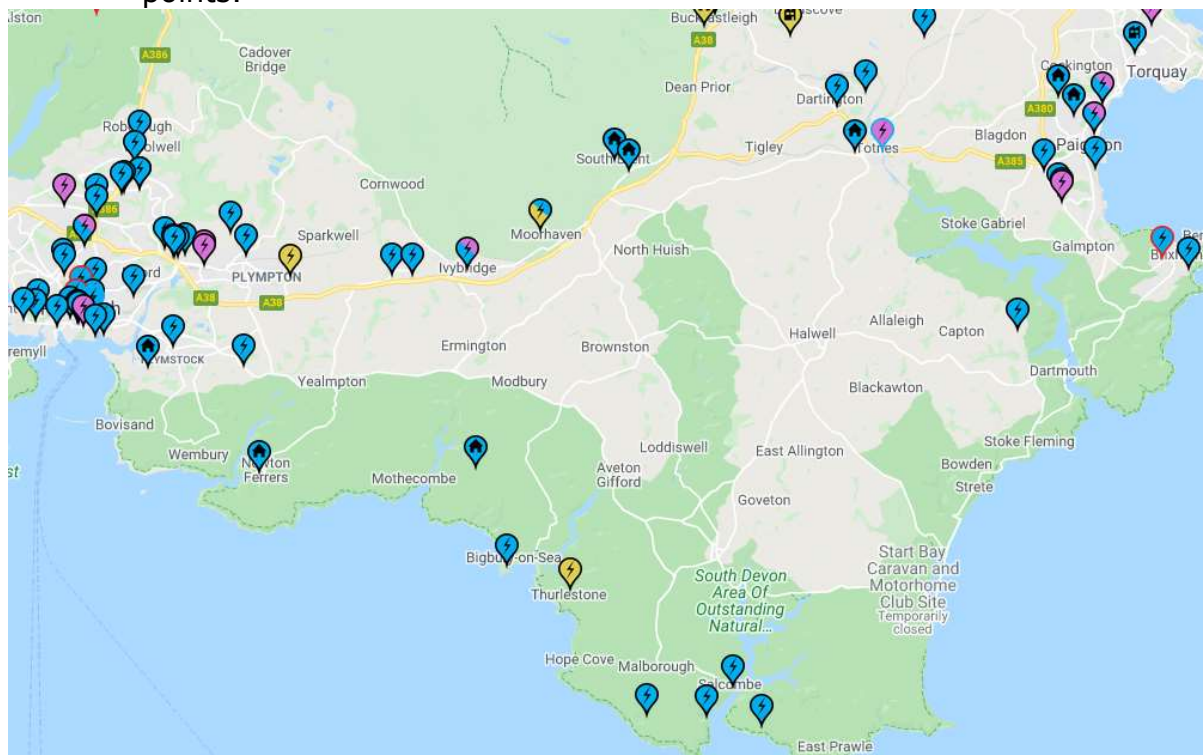 points.
Alston
A386
Cadover
Bridge
A38
Dean Prior
Dartington
Cockington
Torquay
A380
Blagdon
Tigley
Totnes
A385
Paignton
South Brent
Cornwood
A386
Stoke Gabriel
Moorhaven
Sparkwell
North Huish
Galmpton
Ivybridge
PLYMPTON
A38
A38
Allaleigh
Capton
Halwell
Ermington
Brownston
Dartmouth
Yealmpton
Modbury
Blackawton
Bovisand
Stoke Fleming
Wembury
Newton
Ferrers
Mothecombe
Loddiswell
East Allington
Aveton
Gifford
Bowden
Strete
Goveton
Bigbury-on-Sea
Thurlestone
Start Bay
Caravan and
Motorhome
Club Site
Temporarily
closed
South Devon
Area Of
Outstanding
Natural...
Hope Cove
Malborough
Salcombe
East Prawle